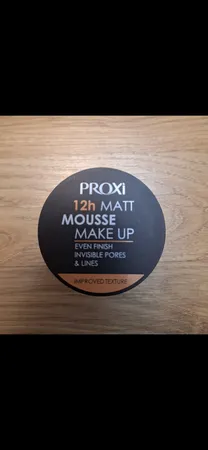 PROXi
12h MATT
MOUSSE
MAKE UP
EVEN FINISH
INVISIBLE PORES
& LINES
IMPROVED TEXTURE